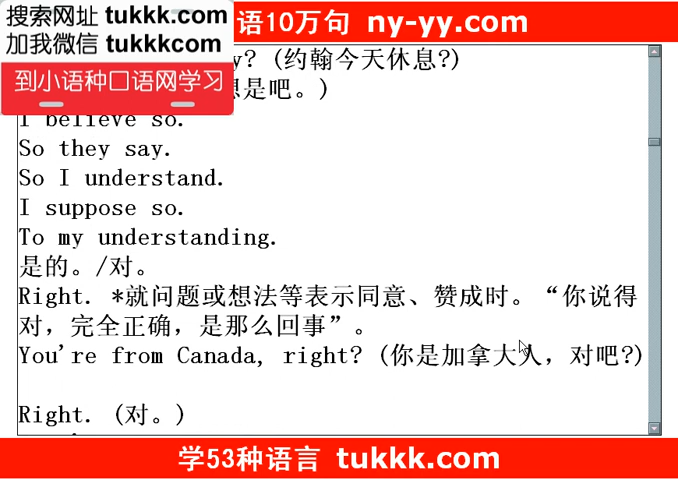 搜索网址 tukkk.com
加我微信 tukkkcom
到小语种口语网学习
语10万句 ny-yy.com
y? (约翰今天休息?)
想是吧。)
I believe so.
So they say.
So I understand.
I suppose so.
To my understanding.
是的。/对。
Right. *就问题或想法等表示同意、赞成时。“你说得
对，完全正确，是那么回事”。
You're from Canada, right? (你是加拿大人，对吧?)
Right. (对。)
学53种语言 tukkk.com